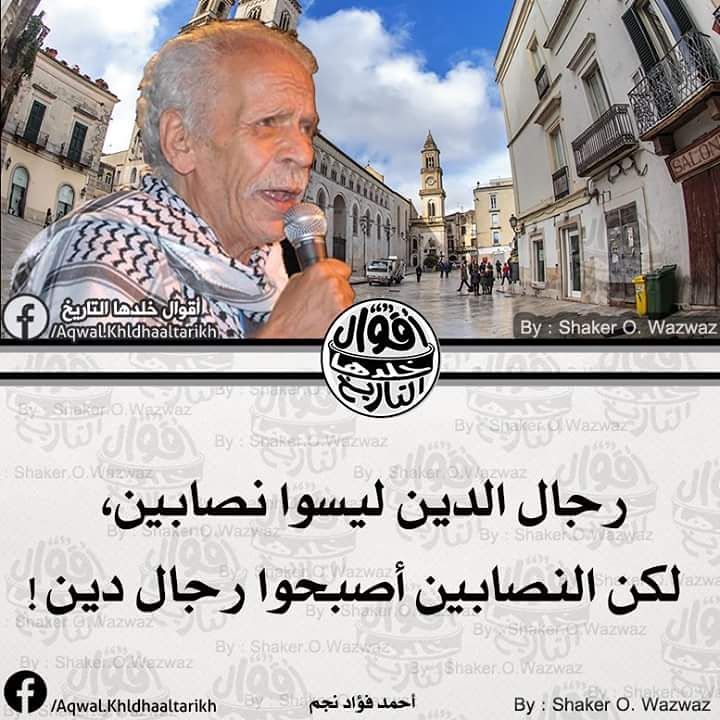 SALON
أقوال خلدها للتاريخ
/Aqwal.Khldhaaltarikh
By : Shaker O. Wazwaz
أقوال
خلدها
التاريخ
رجال الدين ليسوا نصابين،
لكن النصابين أصبحوا رجال دين !
/Aqwal.Khldhaaltarikh
أحمد فؤاد نجم
By : Shaker O. Wazwaz